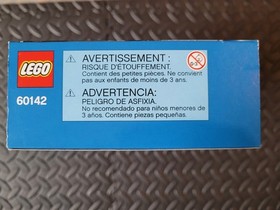 LEGO
60142
AVERTISSEMENT :
RISQUE D'ÉTOUFFEMENT.
Contient des petites pièces. Ne convient
pas aux enfants de moins de 3 ans.
ADVERTENCIA:
PELIGRO DE ASFIXIA.
No recomendado para niños menores de
3 años. Contiene piezas pequeñas.